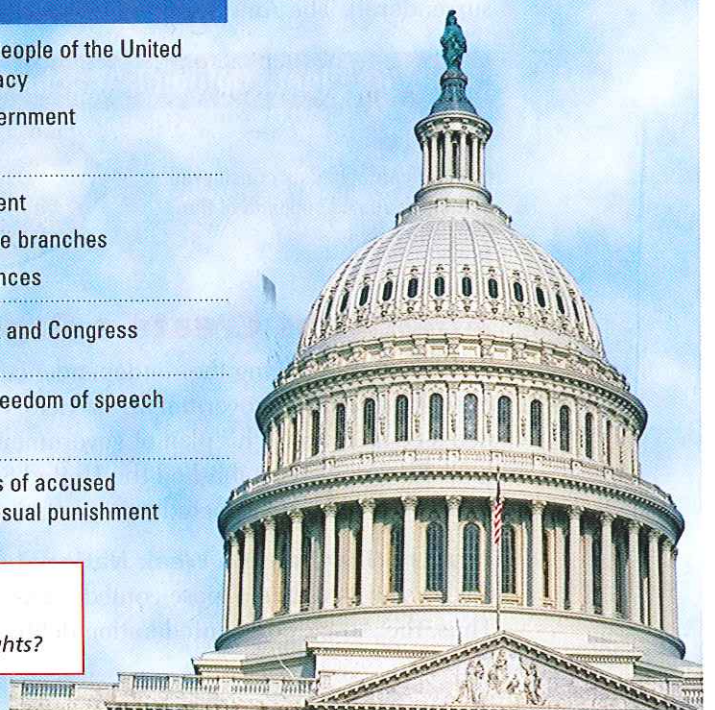 eople of the United
acy
ernment
ent
e branches
nces
and Congress
eedom of speech
s of accused
sual punishment
hts?